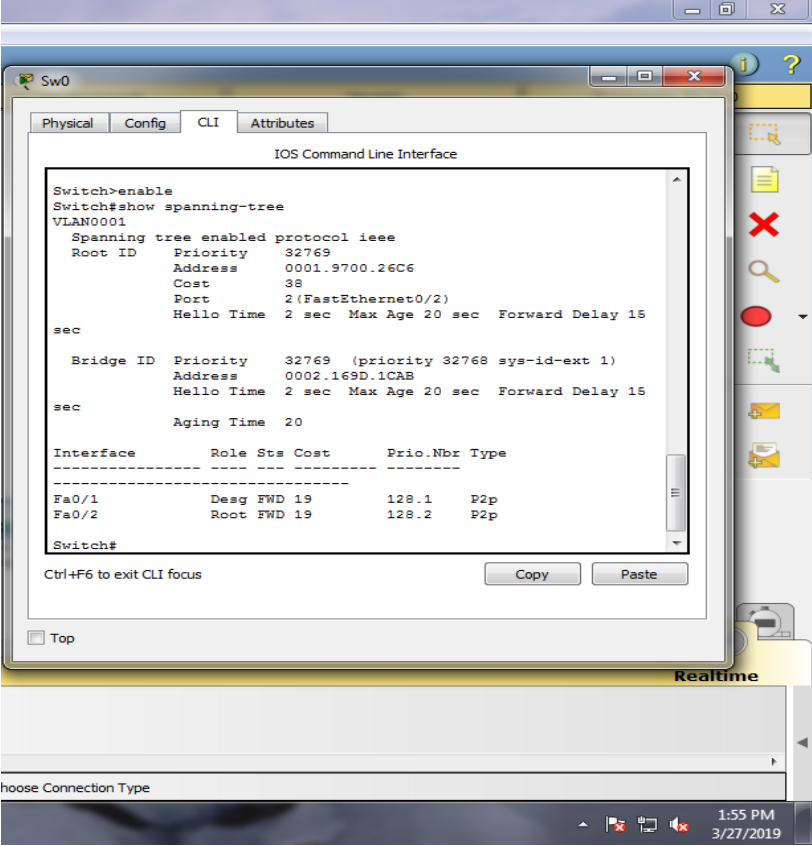 Sw0
Physical Config CLI Attributes
IOS Command Line Interface
Switch>enable
Switch#show spanning-tree
VLAN0001
  Spanning tree enabled protocol ieee
  Root ID    Priority    32769
             Address     0001.9700.26C6
             Cost        38
             Port        2(FastEthernet0/2)
             Hello Time  2 sec  Max Age 20 sec  Forward Delay 15
sec
  Bridge ID  Priority    32769  (priority 32768 sys-id-ext 1)
             Address     0002.169D.1CAB
             Hello Time  2 sec  Max Age 20 sec  Forward Delay 15
sec
             Aging Time  20
Interface        Role Sts Cost      Prio.Nbr Type
---------------- ---- --- --------- --------
--------------------------------
Fa0/1            Desg FWD 19        128.1    P2p
Fa0/2            Root FWD 19        128.2    P2p
Switch#
Ctrl+F6 to exit CLI focus
Copy Paste
Top
Realtime
hoose Connection Type
1:55 PM
3/27/2019